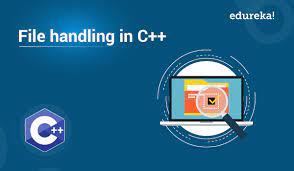 edureka!
File handling in C++
C++